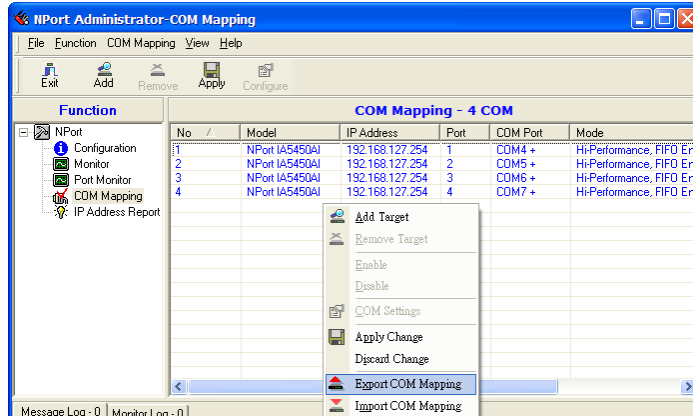 NPort Administrator-COM Mapping
File Function COM Mapping View Help
Exit Add Remove Apply Configure
Function
COM Mapping - 4 COM
NPort
Configuration
Monitor
Port Monitor
COM Mapping
IP Address Report
No Model IP Address Port COM Port Mode
1 NPort IA5450AI 192.168.127.254 1 COM4 + Hi-Performance, FIFO Er
2 NPort IA5450AI 192.168.127.254 2 COM5 + Hi-Performance, FIFO Er
3 NPort IA5450AI 192.168.127.254 3 COM6 + Hi-Performance, FIFO Er
4 NPort IA5450AI 192.168.127.254 4 COM7 + Hi-Performance, FIFO Er
Add Target
Remove Target
Enable
Disable
COM Settings
Apply Change
Discard Change
Export COM Mapping
Import COM Mapping
Message Log - 0 Monitor Log - 0